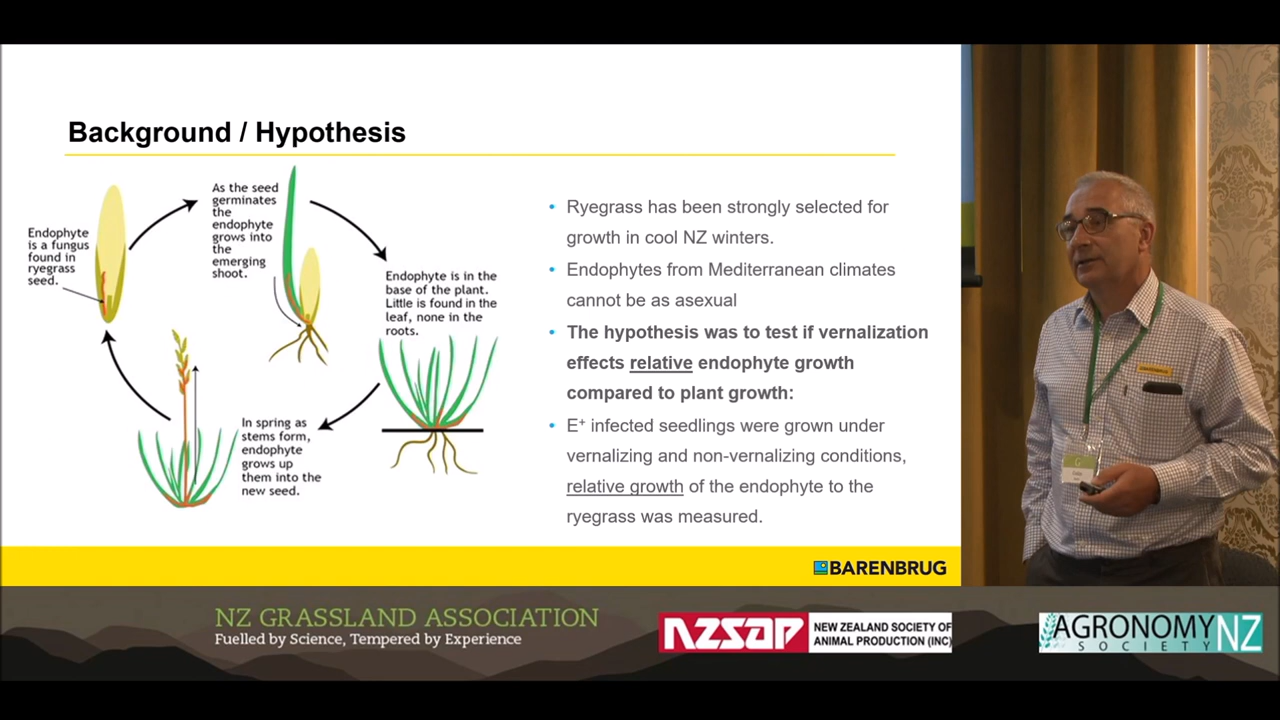 Background / Hypothesis
Endophyte
is a fungus
found in
ryegrass
seed.
As the seed
germinates
the
endophyte
grows into
the
emerging
shoot.
Endophyte is in the
base of the plant.
Little is found in the
leaf, none in the
roots.
In spring as
stems form,
endophyte
grows up
them into the
new seed.
• Ryegrass has been strongly selected for
growth in cool NZ winters.
• Endophytes from Mediterranean climates
cannot be as asexual
• The hypothesis was to test if vernalization
effects relative endophyte growth
compared to plant growth:
• E⁺ infected seedlings were grown under
vernalizing and non-vernalizing conditions,
relative growth of the endophyte to the
ryegrass was measured.
BARENBRUG
NZ GRASSLAND ASSOCIATION
Fuelled by Science, Tempered by Experience
NZSAP
NEW ZEALAND SOCIETY OF
ANIMAL PRODUCTION (INC)
AGRONOMY NZ
SOCIETY